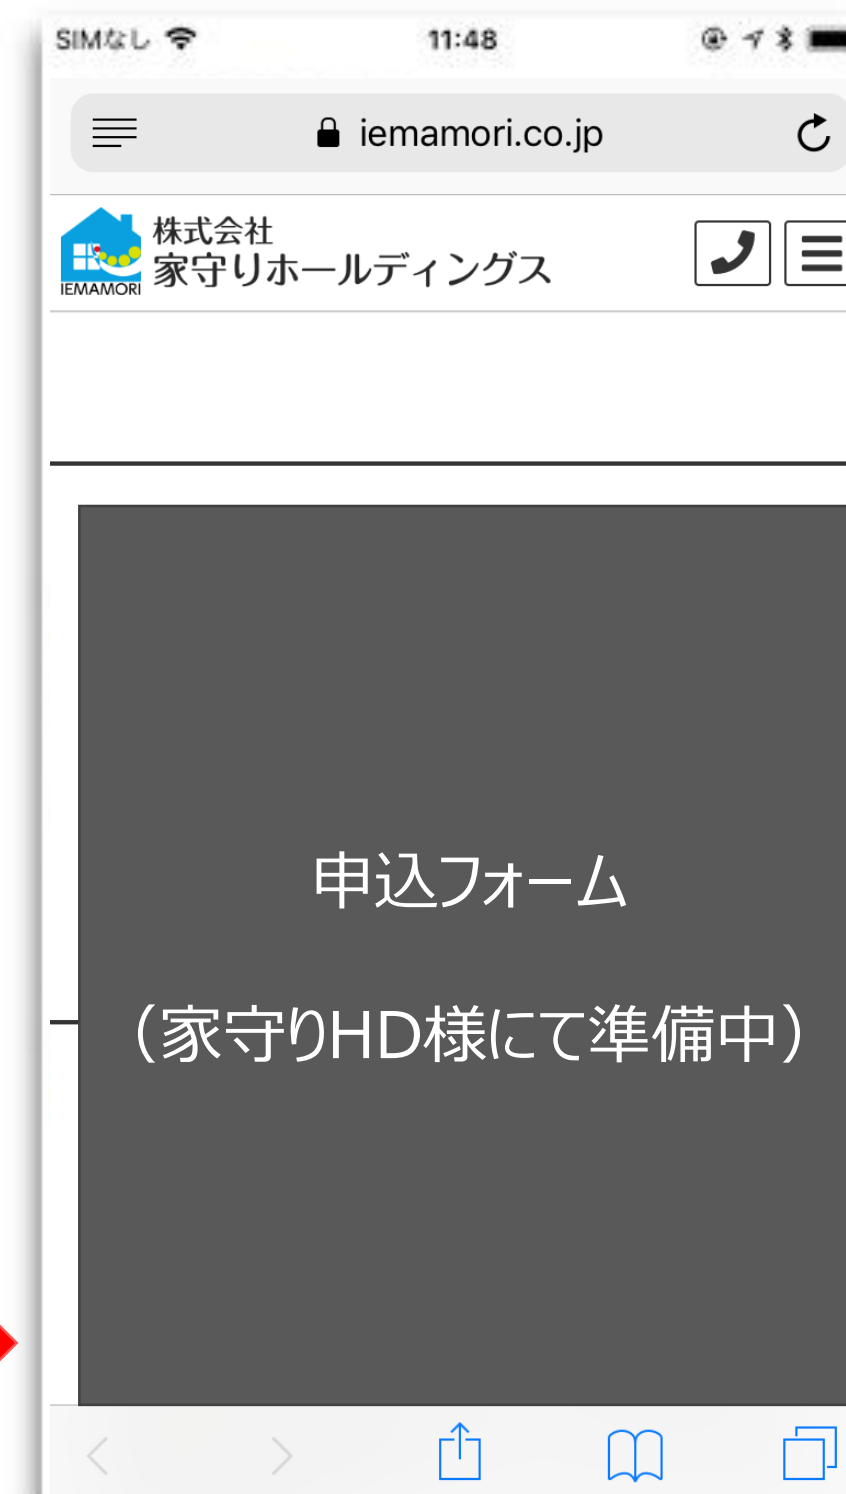 SIMなし 11:48
iemamori.co.jp
株式会社
家守りホールディングス
IEMAMORI
申込フォーム
（家守りHD様にて準備中）